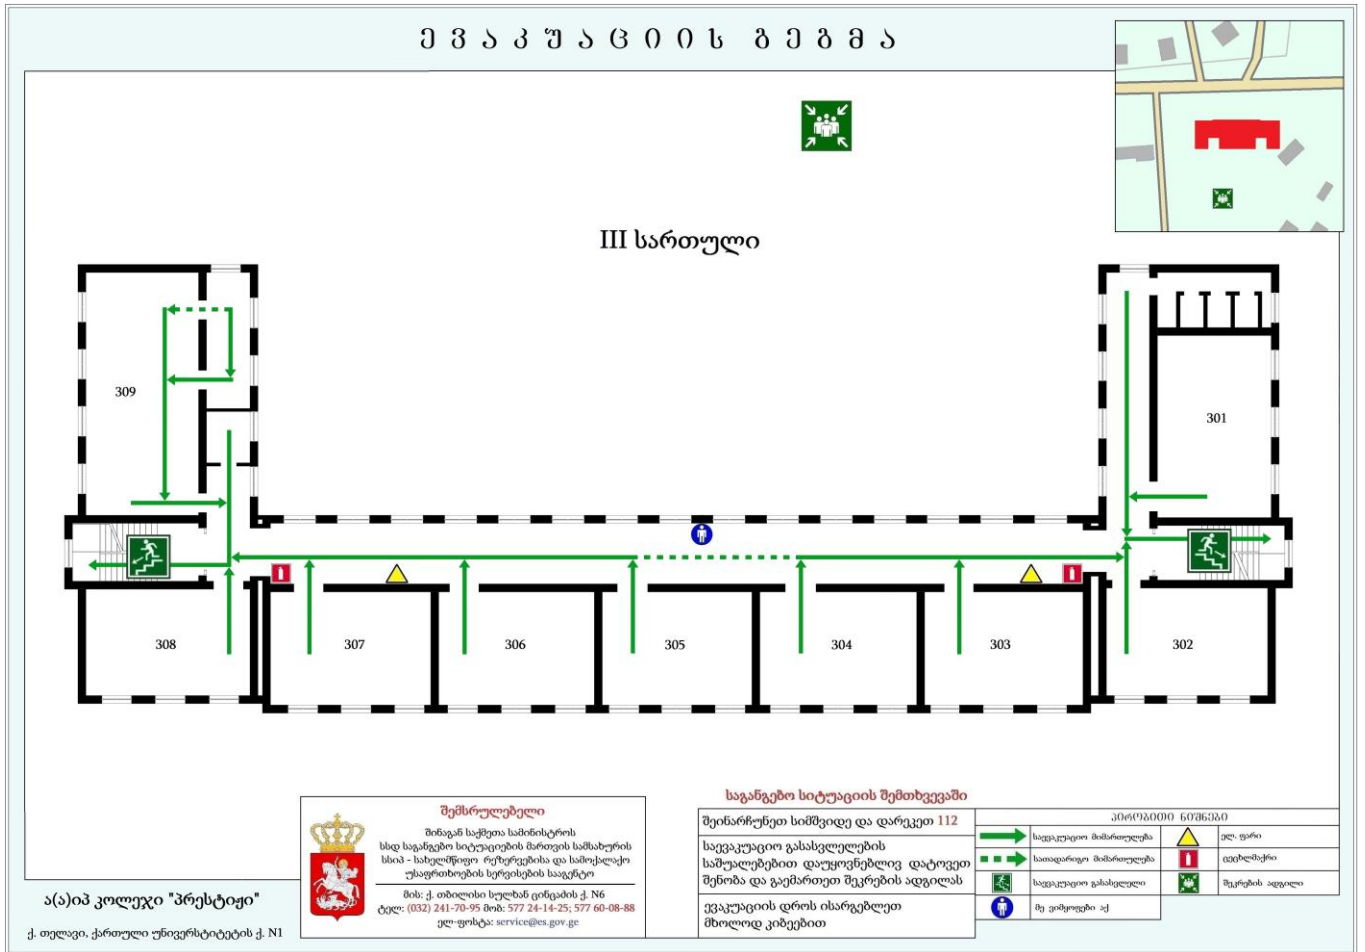 ევაკუაციის გეგმა
III სართული
309
301
308
307
306
305
304
303
302
შემსრულებელი
შინაგან საქმეთა სამინისტროს
სსდ საგანგებო სიტუაციების მართვის სამსახურის
სსიპ - სახელმწიფო რეზერვებისა და სამოქალაქო
უსაფრთხოების სერვისების სააგენტო
მის: ქ. თბილისი სულხან ცინცაძის ქ. N6
ტელ: (032) 241-70-95 მობ: 577 24-14-25; 577 60-08-88
ელ-ფოსტა: service@es.gov.ge
ა(ა)იპ კოლეჯი "პრესტიჟი"
ქ. თელავი, ქართული უნივერსტიტეტის ქ. N1
საგანგებო სიტუაციის შემთხვევაში
შეინარჩუნეთ სიმშვიდე და დარეკეთ 112
საევაკუაციო გასასვლელების
საშუალებებით დაუყოვნებლივ დატოვეთ
შენობა და გაემართეთ შეკრების ადგილას
ევაკუაციის დროს ისარგებლეთ
მხოლოდ კიბეებით
პირობითი ნიშნები
საევაკუაციო მიმართულება
ელ. ფარი
სათადარიგო მიმართულება
ცეცხლმაქრი
საევაკუაციო გასასვლელი
შეკრების ადგილი
მე ვიმყოფები აქ